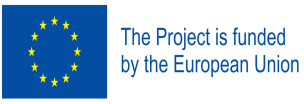 The Project is funded
by the European Union